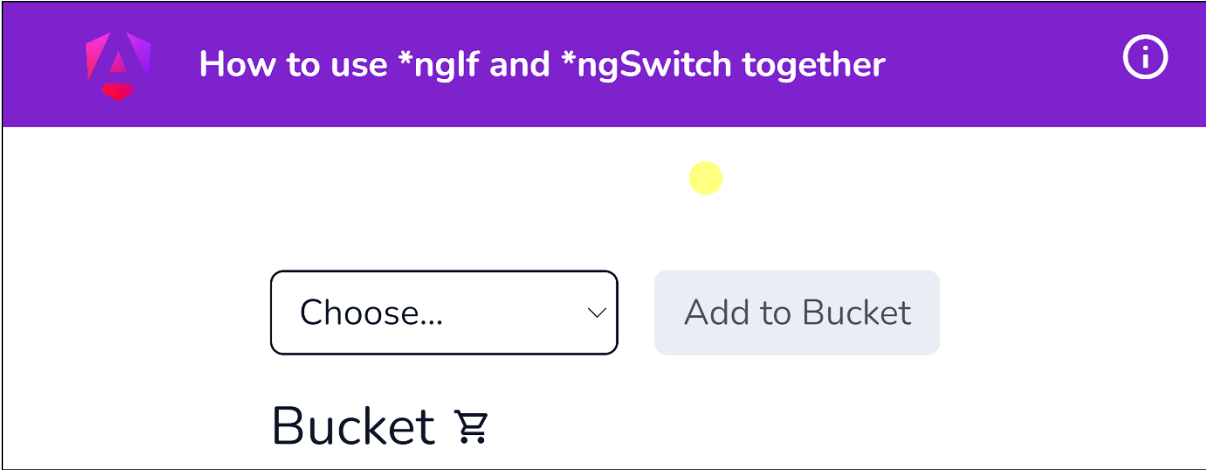 How to use *ngIf and *ngSwitch together
Choose...
Add to Bucket
Bucket